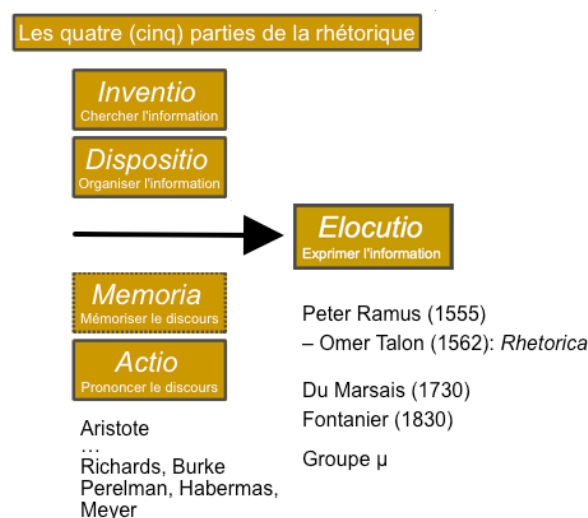 Les quatre (cinq) parties de la rhétorique
Inventio
Chercher l'information
Dispositio
Organiser l'information
Elocutio
Exprimer l'information
Memoria
Mémoriser le discours
Actio
Prononcer le discours
Aristote
…
Richards, Burke
Perelman, Habermas,
Meyer
Peter Ramus (1555)
– Omer Talon (1562): Rhetorica
Du Marsais (1730)
Fontanier (1830)
Groupe µ